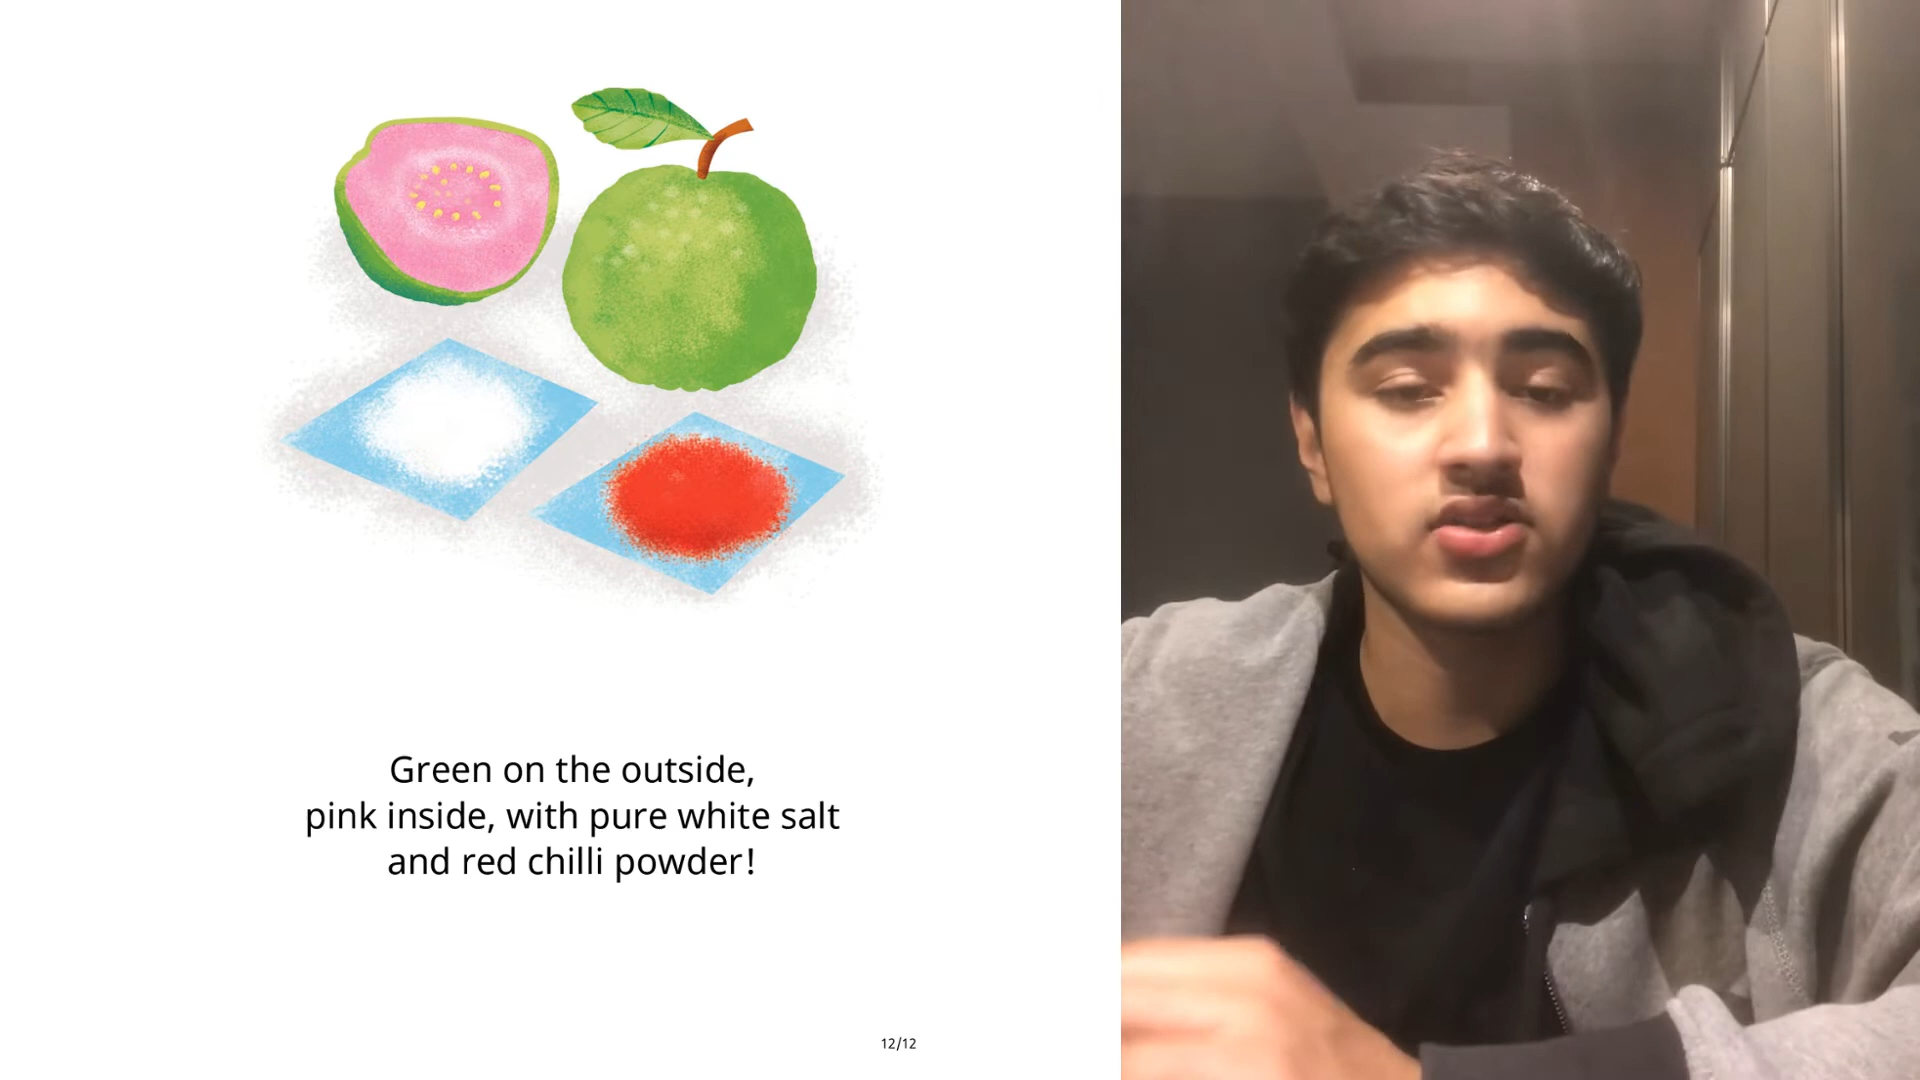 Green on the outside,
pink inside, with pure white salt
and red chilli powder!
12/12